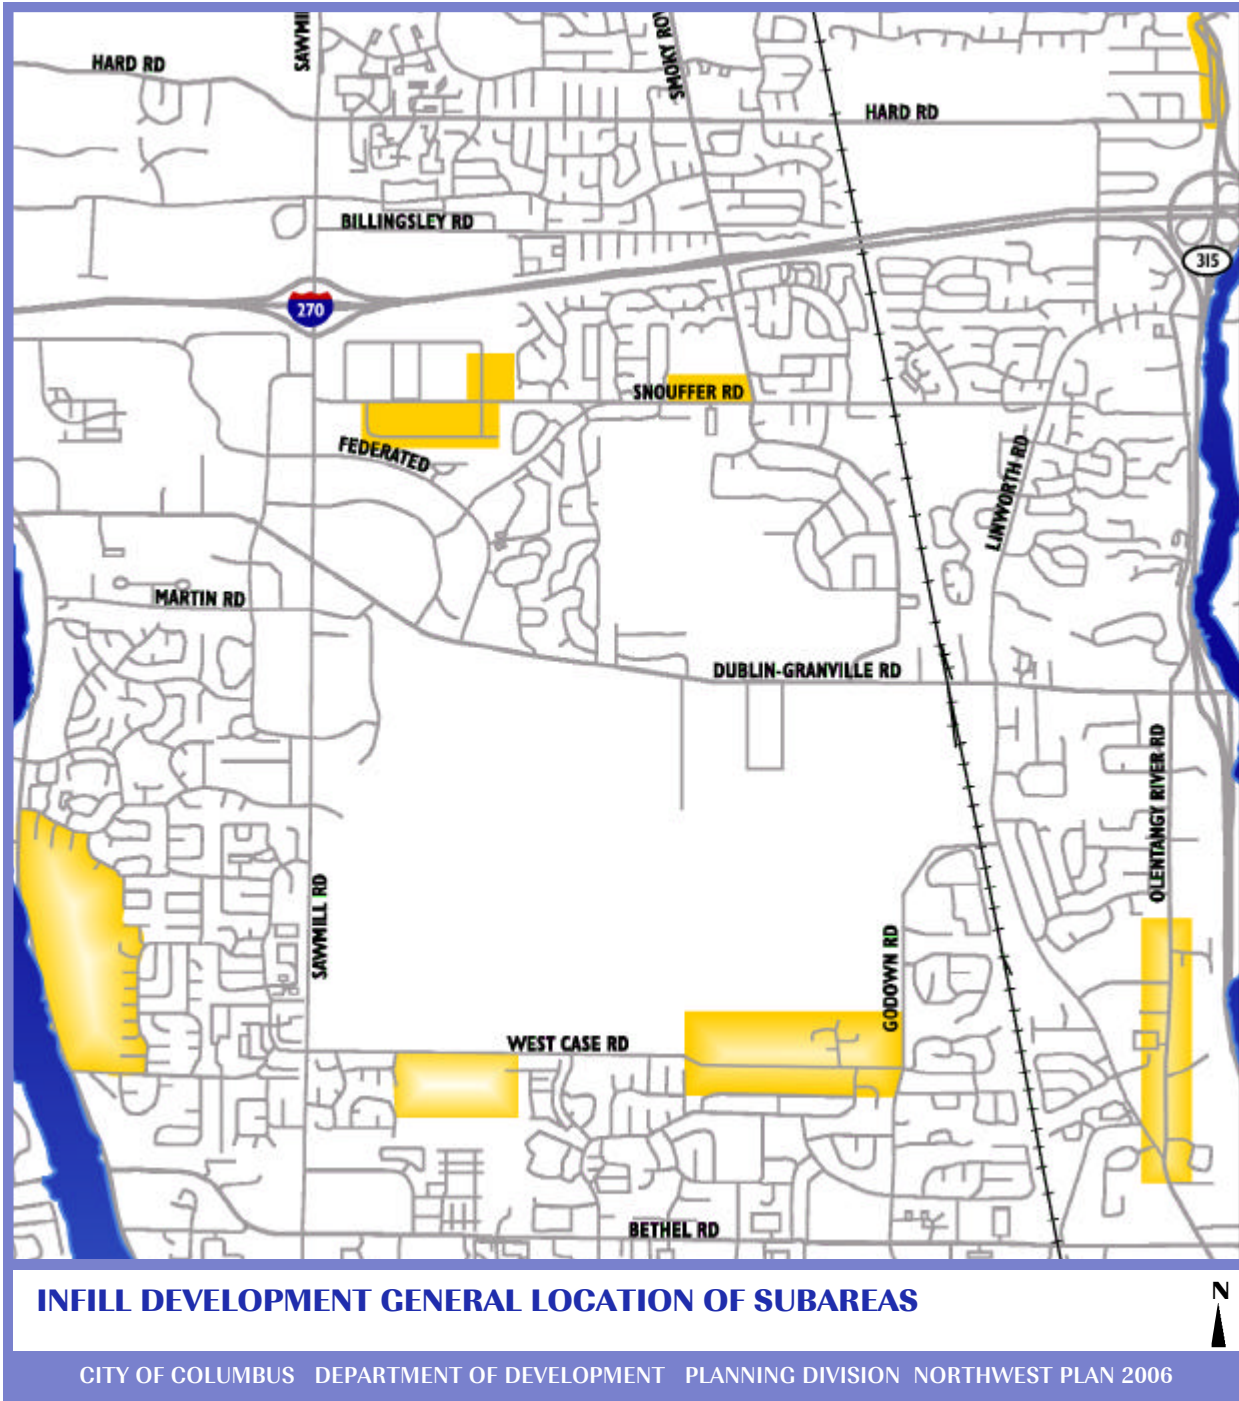 SAWMI
SMOKY ROW
HARD RD
HARD RD
BILLINGSLEY RD
315
270
SNOUFFER RD
FEDERATED
LINWORTH RD
MARTIN RD
DUBLIN-GRANVILLE RD
OLENTANGY RIVER RD
SAWMILL RD
GODOWN RD
WEST CASE RD
BETHEL RD
INFILL DEVELOPMENT GENERAL LOCATION OF SUBAREAS
N
CITY OF COLUMBUS DEPARTMENT OF DEVELOPMENT PLANNING DIVISION NORTHWEST PLAN 2006